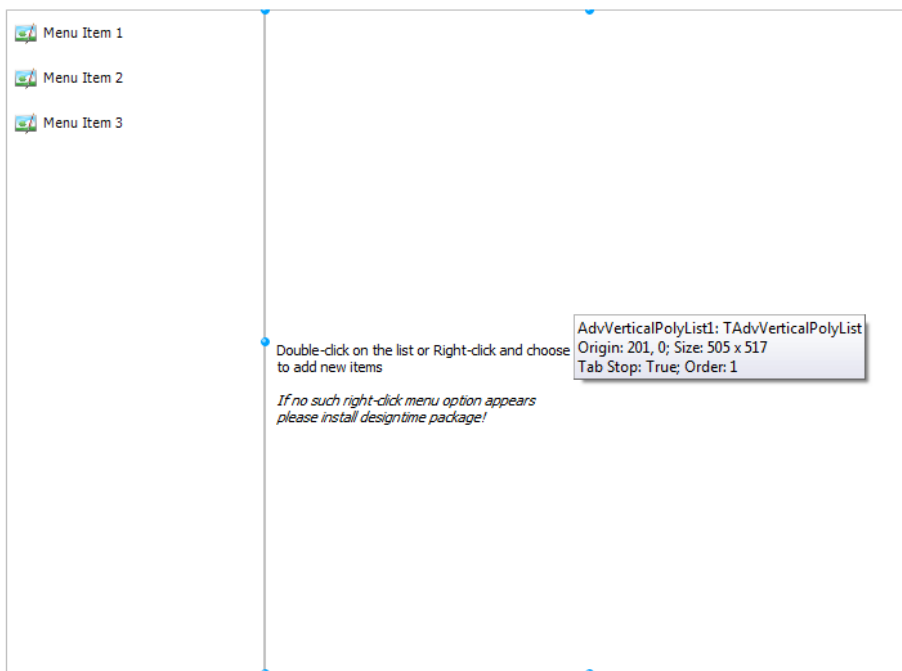 Menu Item 1
Menu Item 2
Menu Item 3
Double-click on the list or Right-click and choose
to add new items
If no such right-click menu option appears
please install designtime package!
AdvVerticalPolyList1: TAdvVerticalPolyList
Origin: 201, 0; Size: 505 x 517
Tab Stop: True; Order: 1